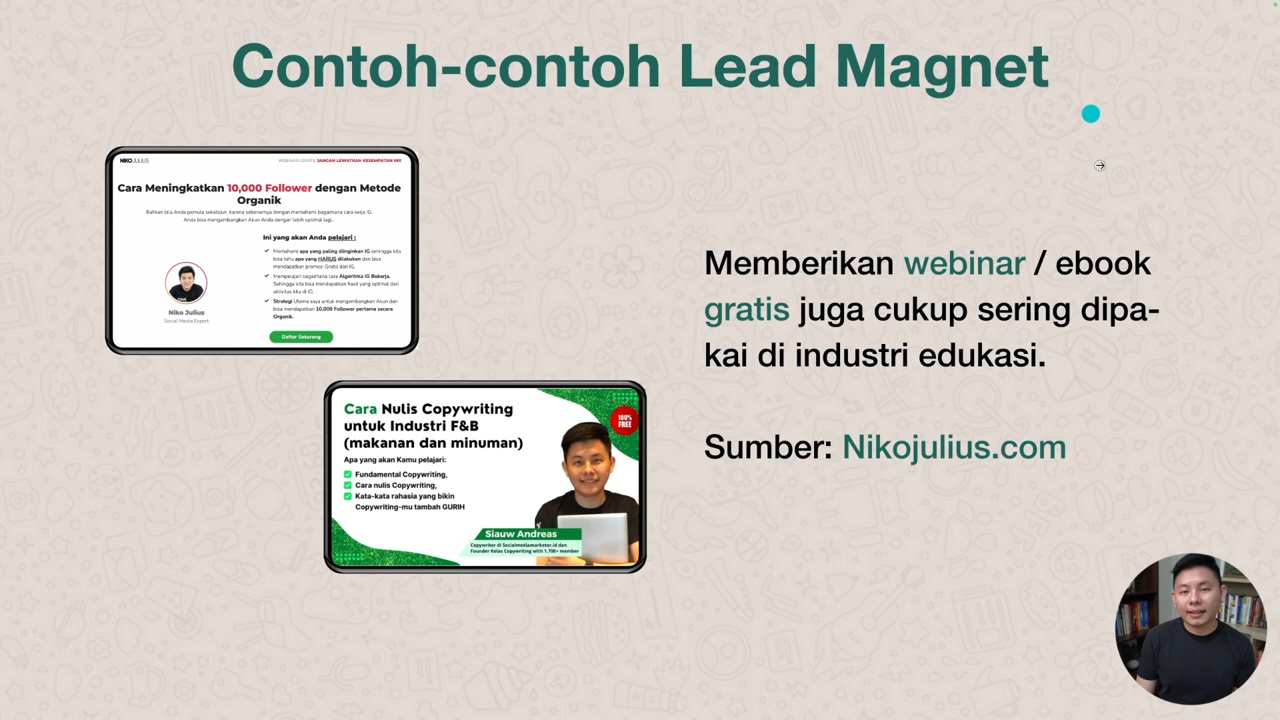 Contoh-contoh Lead Magnet
NIKOJULIUS
WEBINAR GRATIS, JANGAN LEWATKAN KESEMPATAN INI!
Cara Meningkatkan 10,000 Follower dengan Metode
Organik
Bahkan bila Anda pemula sekalipun, karena sebenarnya dengan memahami bagaimana cara kerja IG.
Anda bisa mengembangkan Akun Anda dengan lebih optimal lagi..
Ini yang akan Anda pelajari :
Memahami apa yang paling diinginkan IG sehingga kita
bisa tahu apa yang HARUS dilakukan dan bisa
mendapatkan promosi Gratis dari IG.
Mempelajari bagaimana cara Algoritma IG Bekerja.
Sehingga kita bisa mendapatkan hasil yang optimal dari
aktivitas kita di IG.
Strategi Utama saya untuk mengembangkan Akun dan
bisa mendapatkan 10,000 Follower pertama secara
Organik.
Niko Julius
Social Media Expert
Daftar Sekarang
Cara Nulis Copywriting
untuk Industri F&B
(makanan dan minuman)
100%
FREE
Apa yang akan Kamu pelajari:
Fundamental Copywriting,
Cara nulis Copywriting,
Kata-kata rahasia yang bikin
Copywriting-mu tambah GURIH
Siauw Andreas
Copywriter di Socialmediamarketer.id dan
Founder Kelas Copywriting with 1,700+ member
Memberikan webinar / ebook
gratis juga cukup sering dipa-
kai di industri edukasi.
Sumber: Nikojulius.com